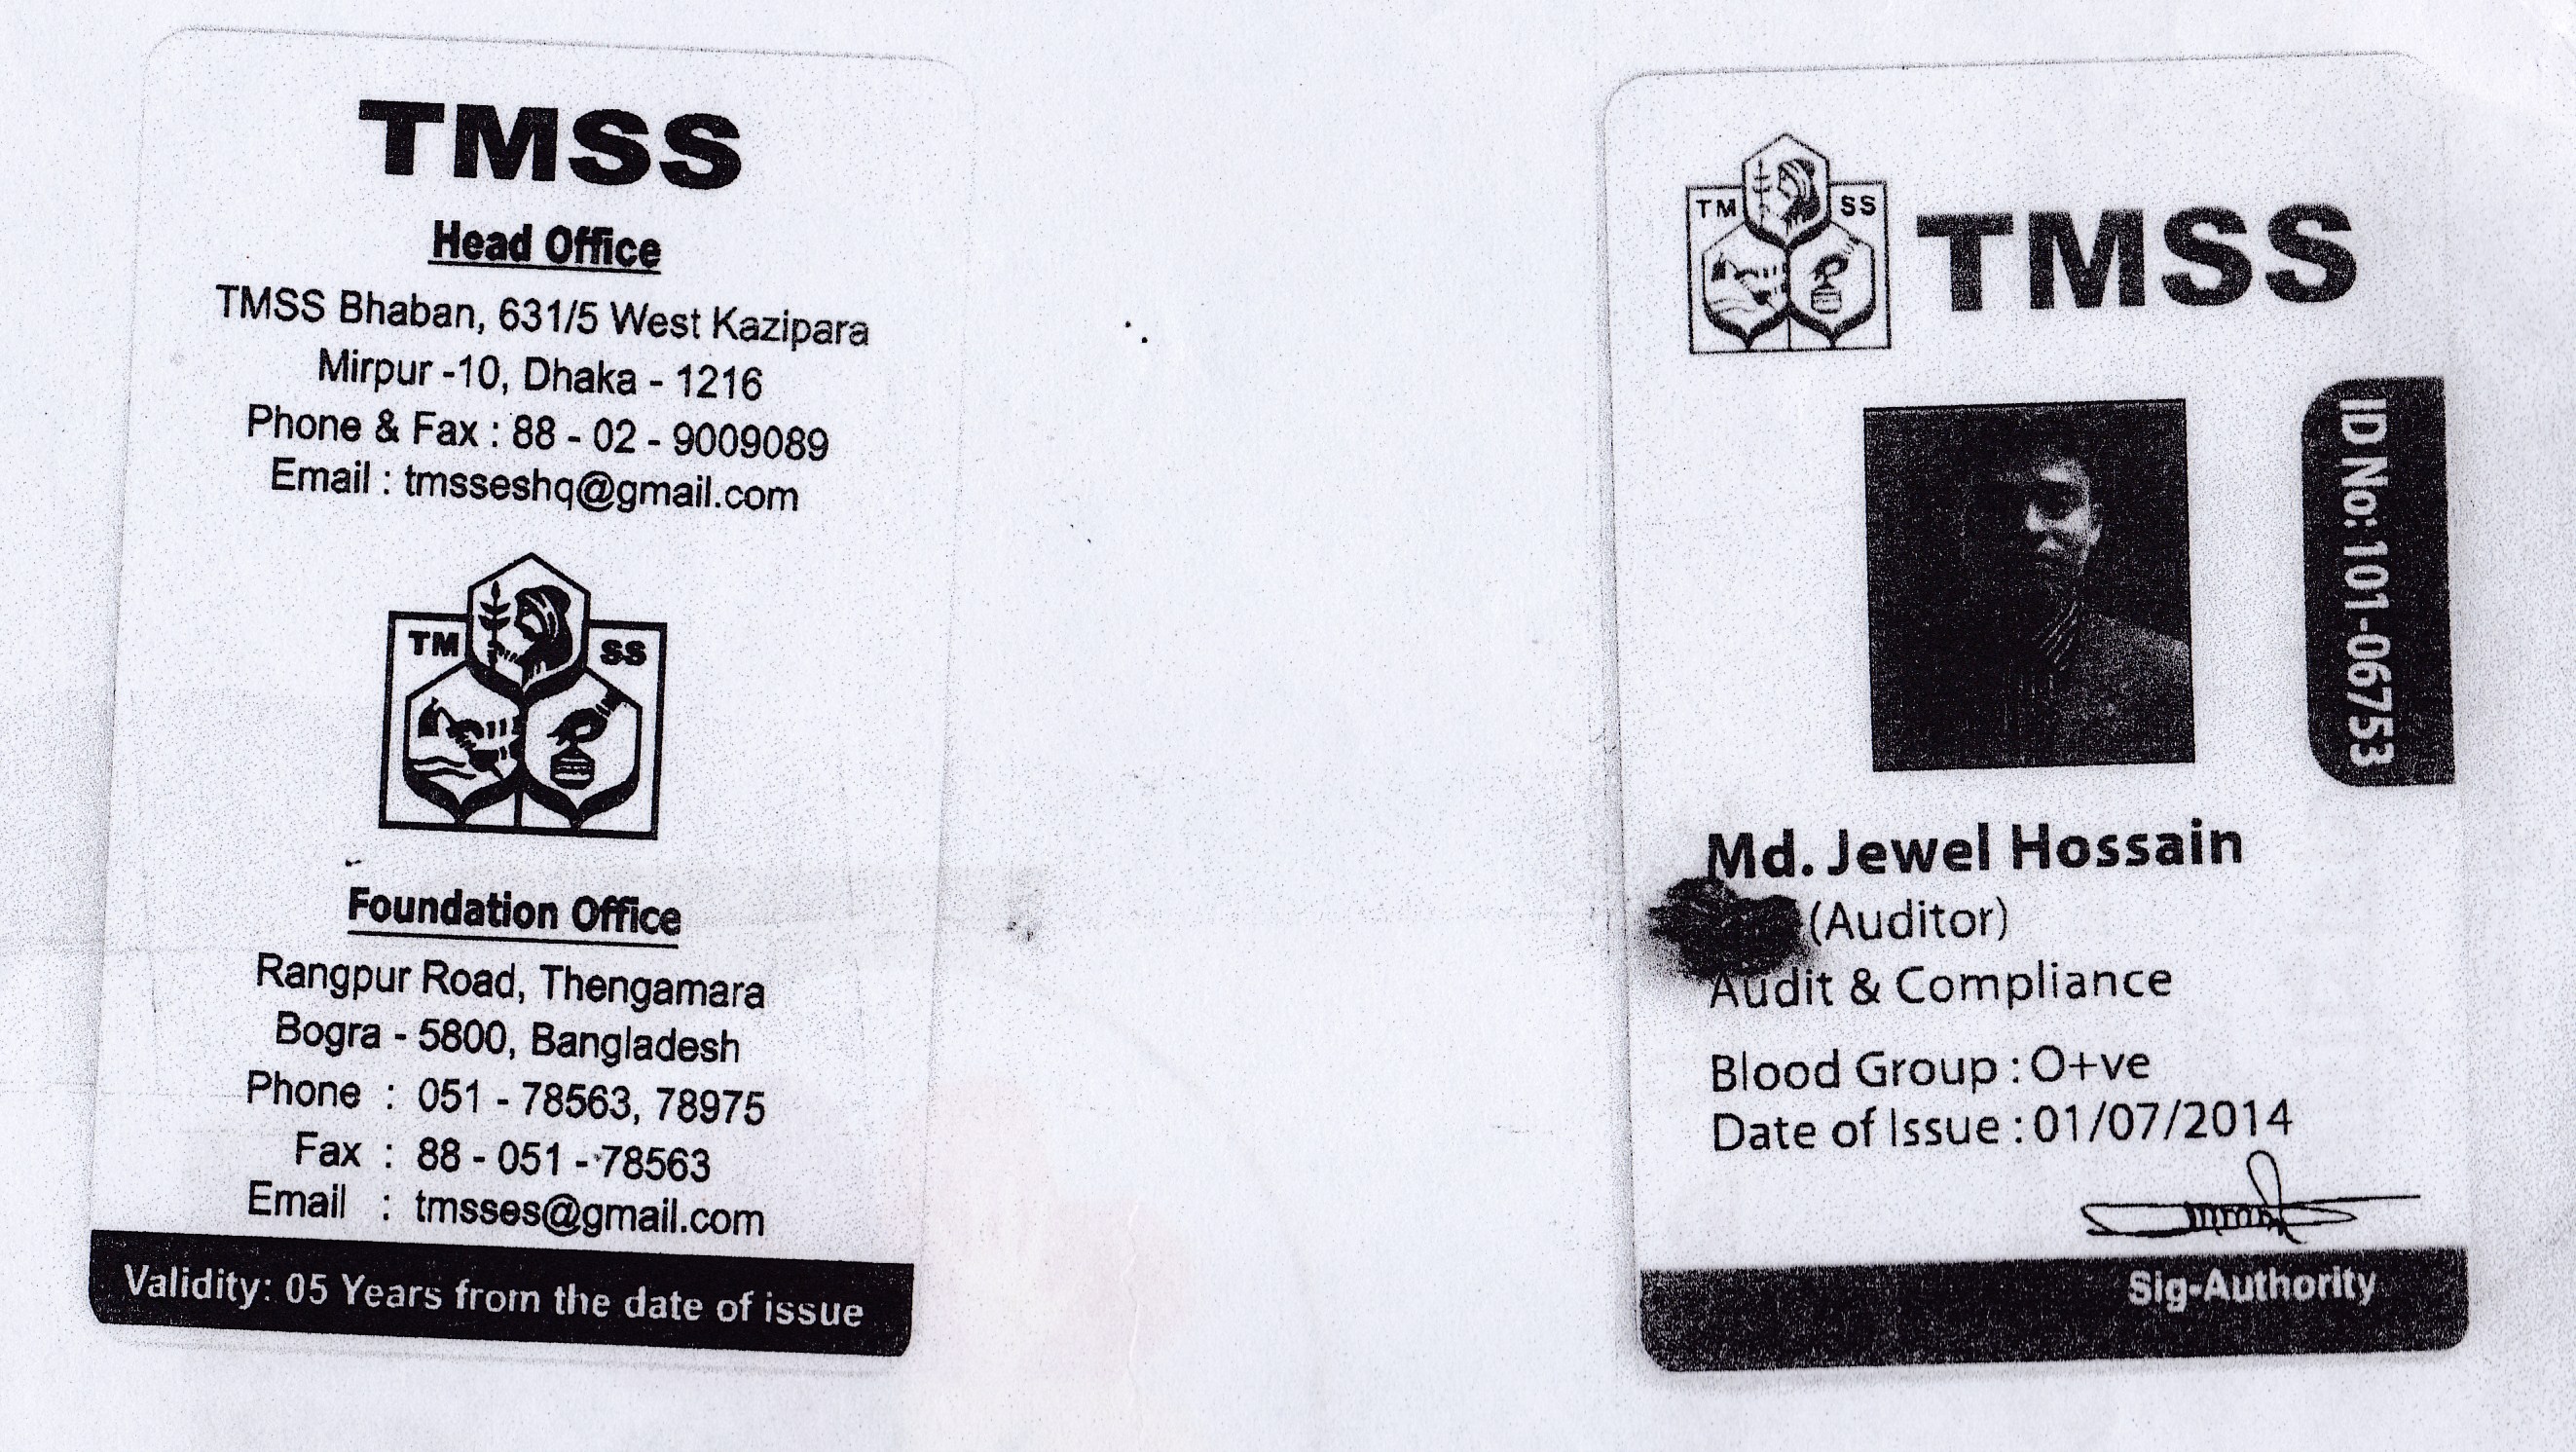 TMSS
Head Office
TMSS Bhaban, 631/5 West Kazipara
Mirpur -10, Dhaka - 1216
Phone & Fax : 88 - 02 - 9009089
Email : tmsseshq@gmail.com
TM SS
Foundation Office
Rangpur Road, Thengamara
Bogra - 5800, Bangladesh
Phone : 051 - 78563, 78975
Fax : 88 - 051 - 78563
Email : tmsses@gmail.com
Validity: 05 Years from the date of issue
TM SS
TMSS
ID No: 101-06753
Md. Jewel Hossain
(Auditor)
Audit & Compliance
Blood Group : O+ve
Date of Issue : 01/07/2014
Sig-Authority